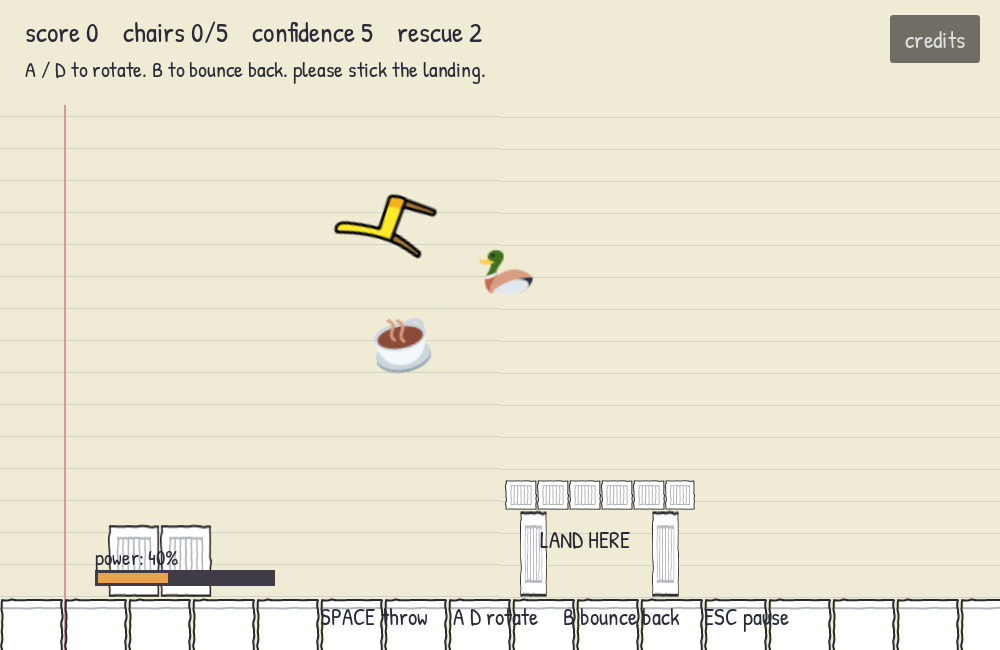 score 0 chairs 0/5 confidence 5 rescue 2
credits
A / D to rotate. B to bounce back. please stick the landing.
LAND HERE
power: 40%
SPACE throw A D rotate B bounce back ESC pause